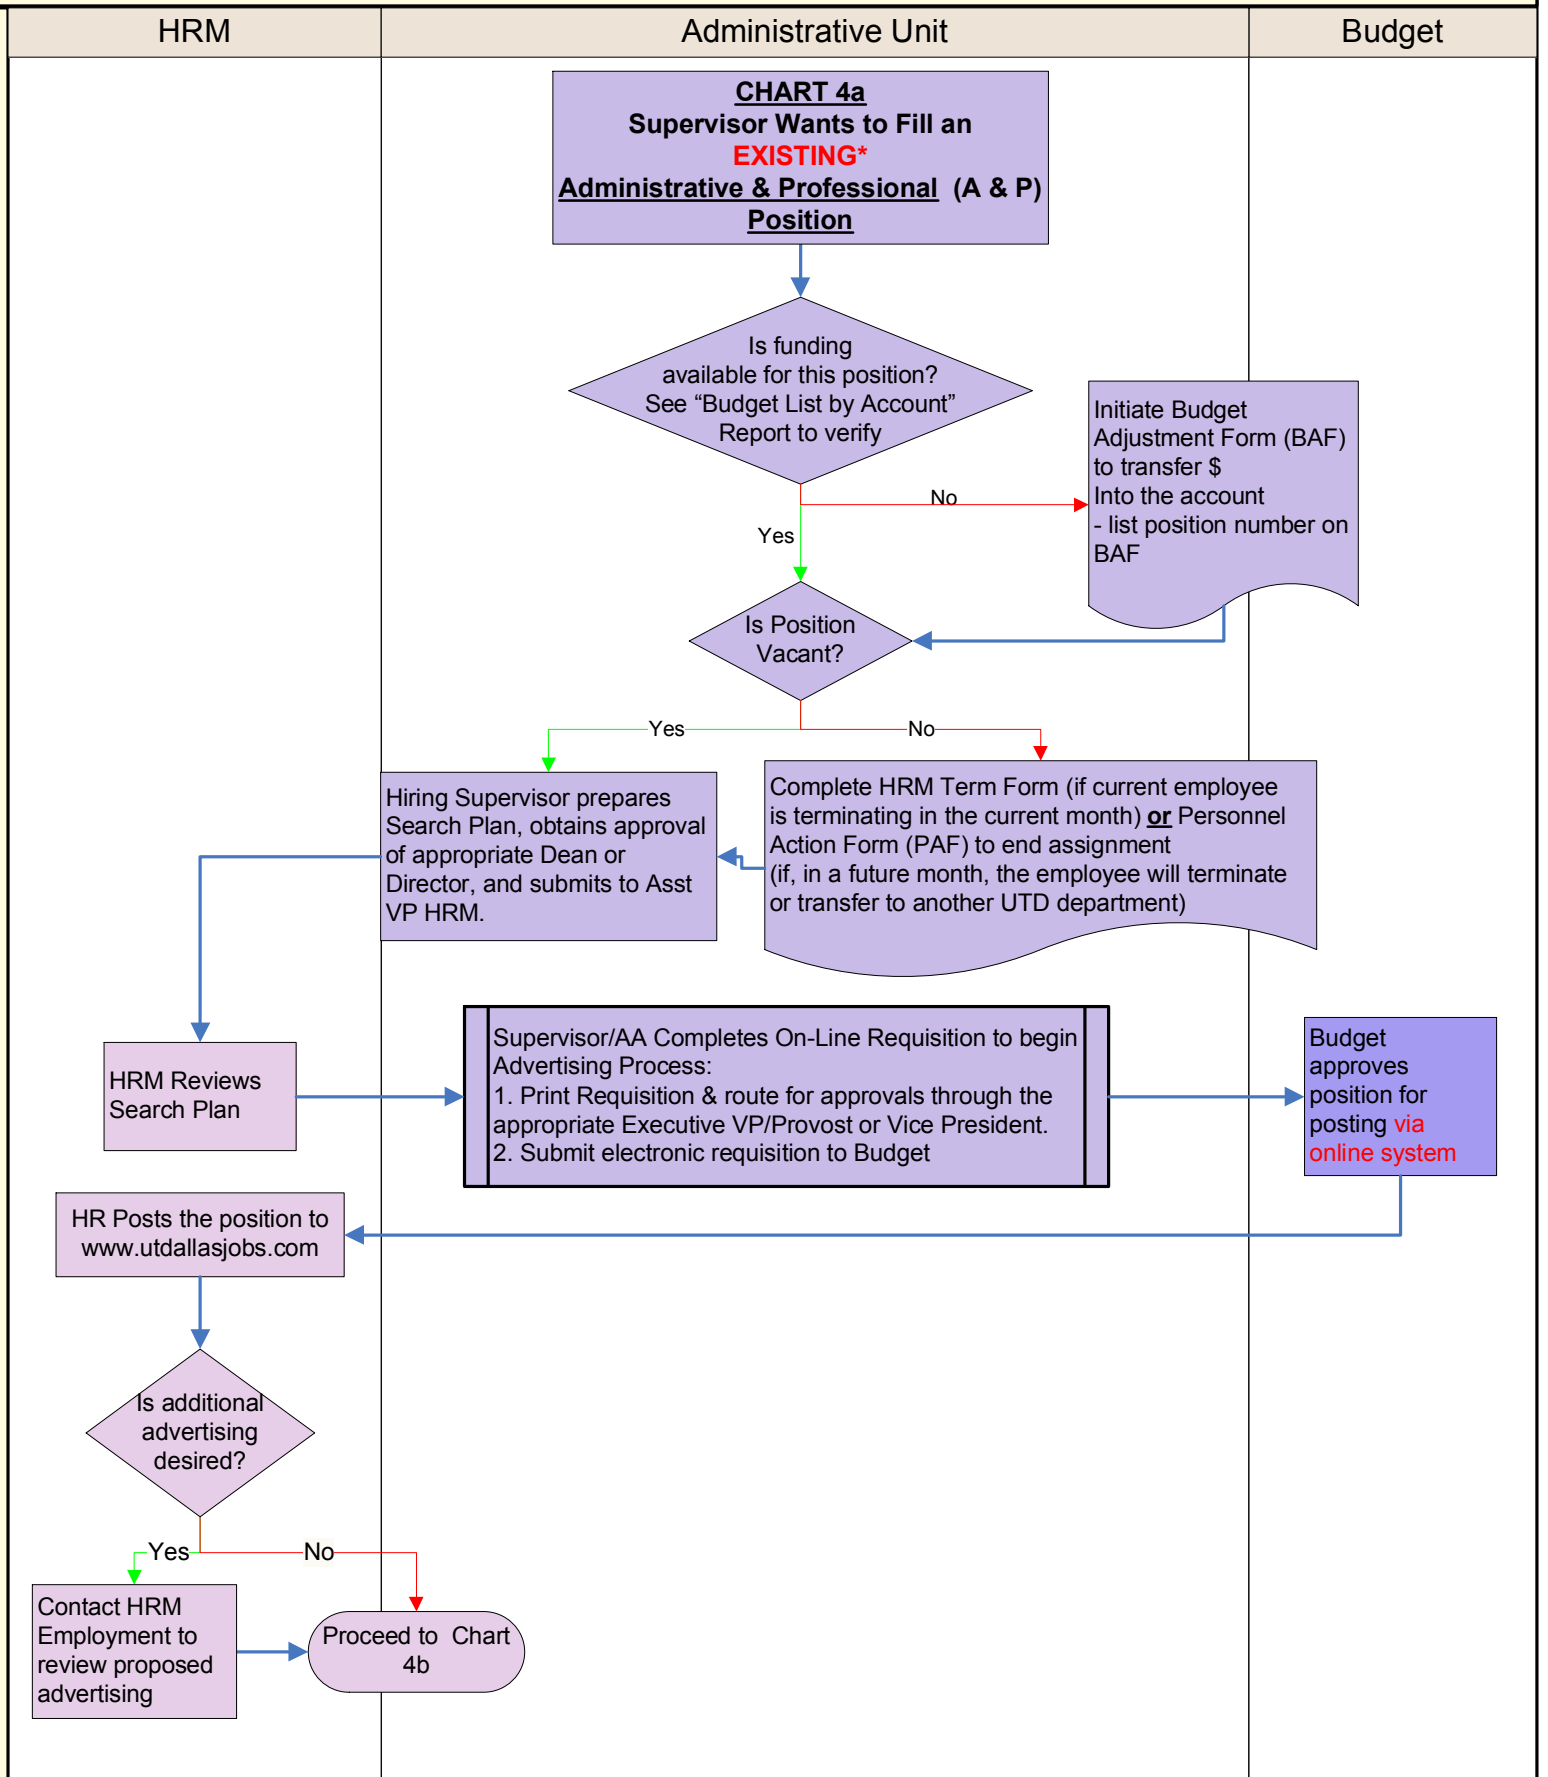 HRM
Administrative Unit
Budget
CHART 4a
Supervisor Wants to Fill an
EXISTING*
Administrative & Professional (A & P)
Position
Is funding
available for this position?
See “Budget List by Account”
Report to verify
Initiate Budget
Adjustment Form (BAF)
to transfer $
Into the account
- list position number on
BAF
No
Yes
Is Position
Vacant?
Yes
No
Hiring Supervisor prepares
Search Plan, obtains approval
of appropriate Dean or
Director, and submits to Asst
VP HRM.
Complete HRM Term Form (if current employee
is terminating in the current month) or Personnel
Action Form (PAF) to end assignment
(if, in a future month, the employee will terminate
or transfer to another UTD department)
HRM Reviews
Search Plan
Supervisor/AA Completes On-Line Requisition to begin
Advertising Process:
1. Print Requisition & route for approvals through the
appropriate Executive VP/Provost or Vice President.
2. Submit electronic requisition to Budget
Budget
approves
position for
posting via
online system
HR Posts the position to
www.utdallasjobs.com
Is additional
advertising
desired?
Yes
No
Contact HRM
Employment to
review proposed
advertising
Proceed to Chart
4b